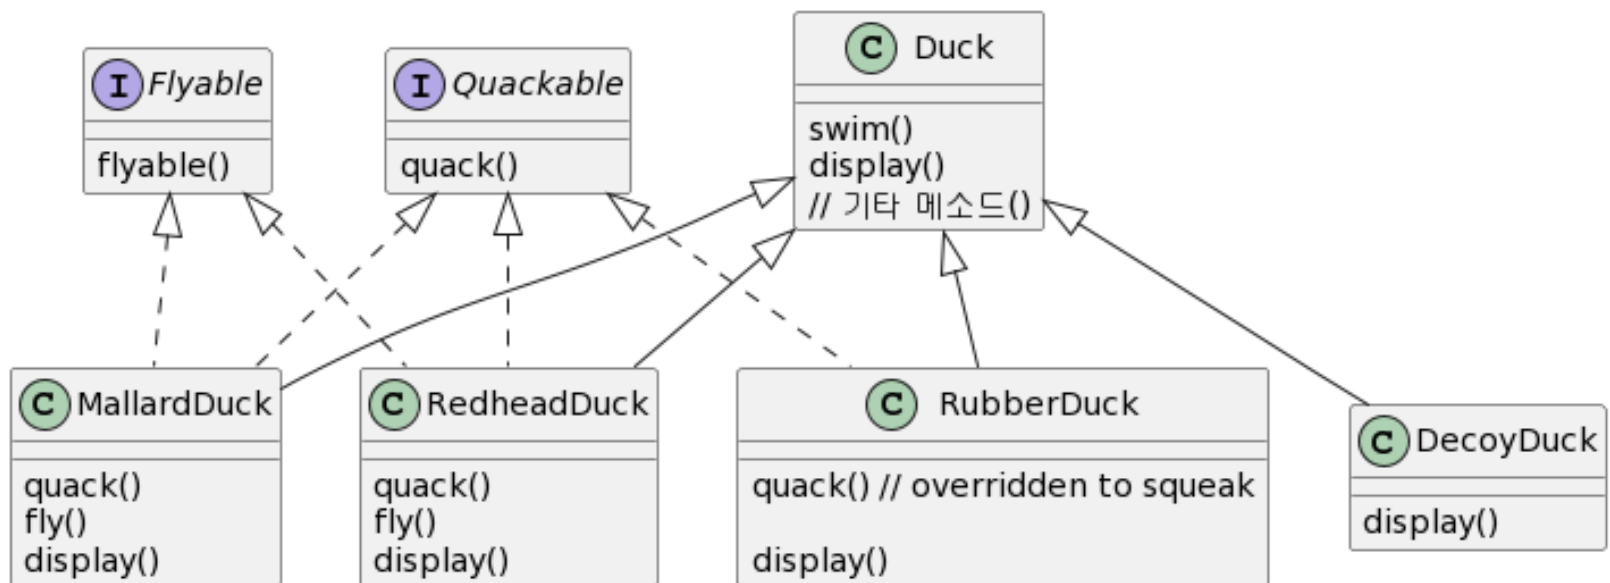 I Flyable
flyable()
I Quackable
quack()
C Duck
swim()
display()
// 기타 메소드()
C MallardDuck
quack()
fly()
display()
C RedheadDuck
quack()
fly()
display()
C RubberDuck
quack() // overridden to squeak
display()
C DecoyDuck
display()